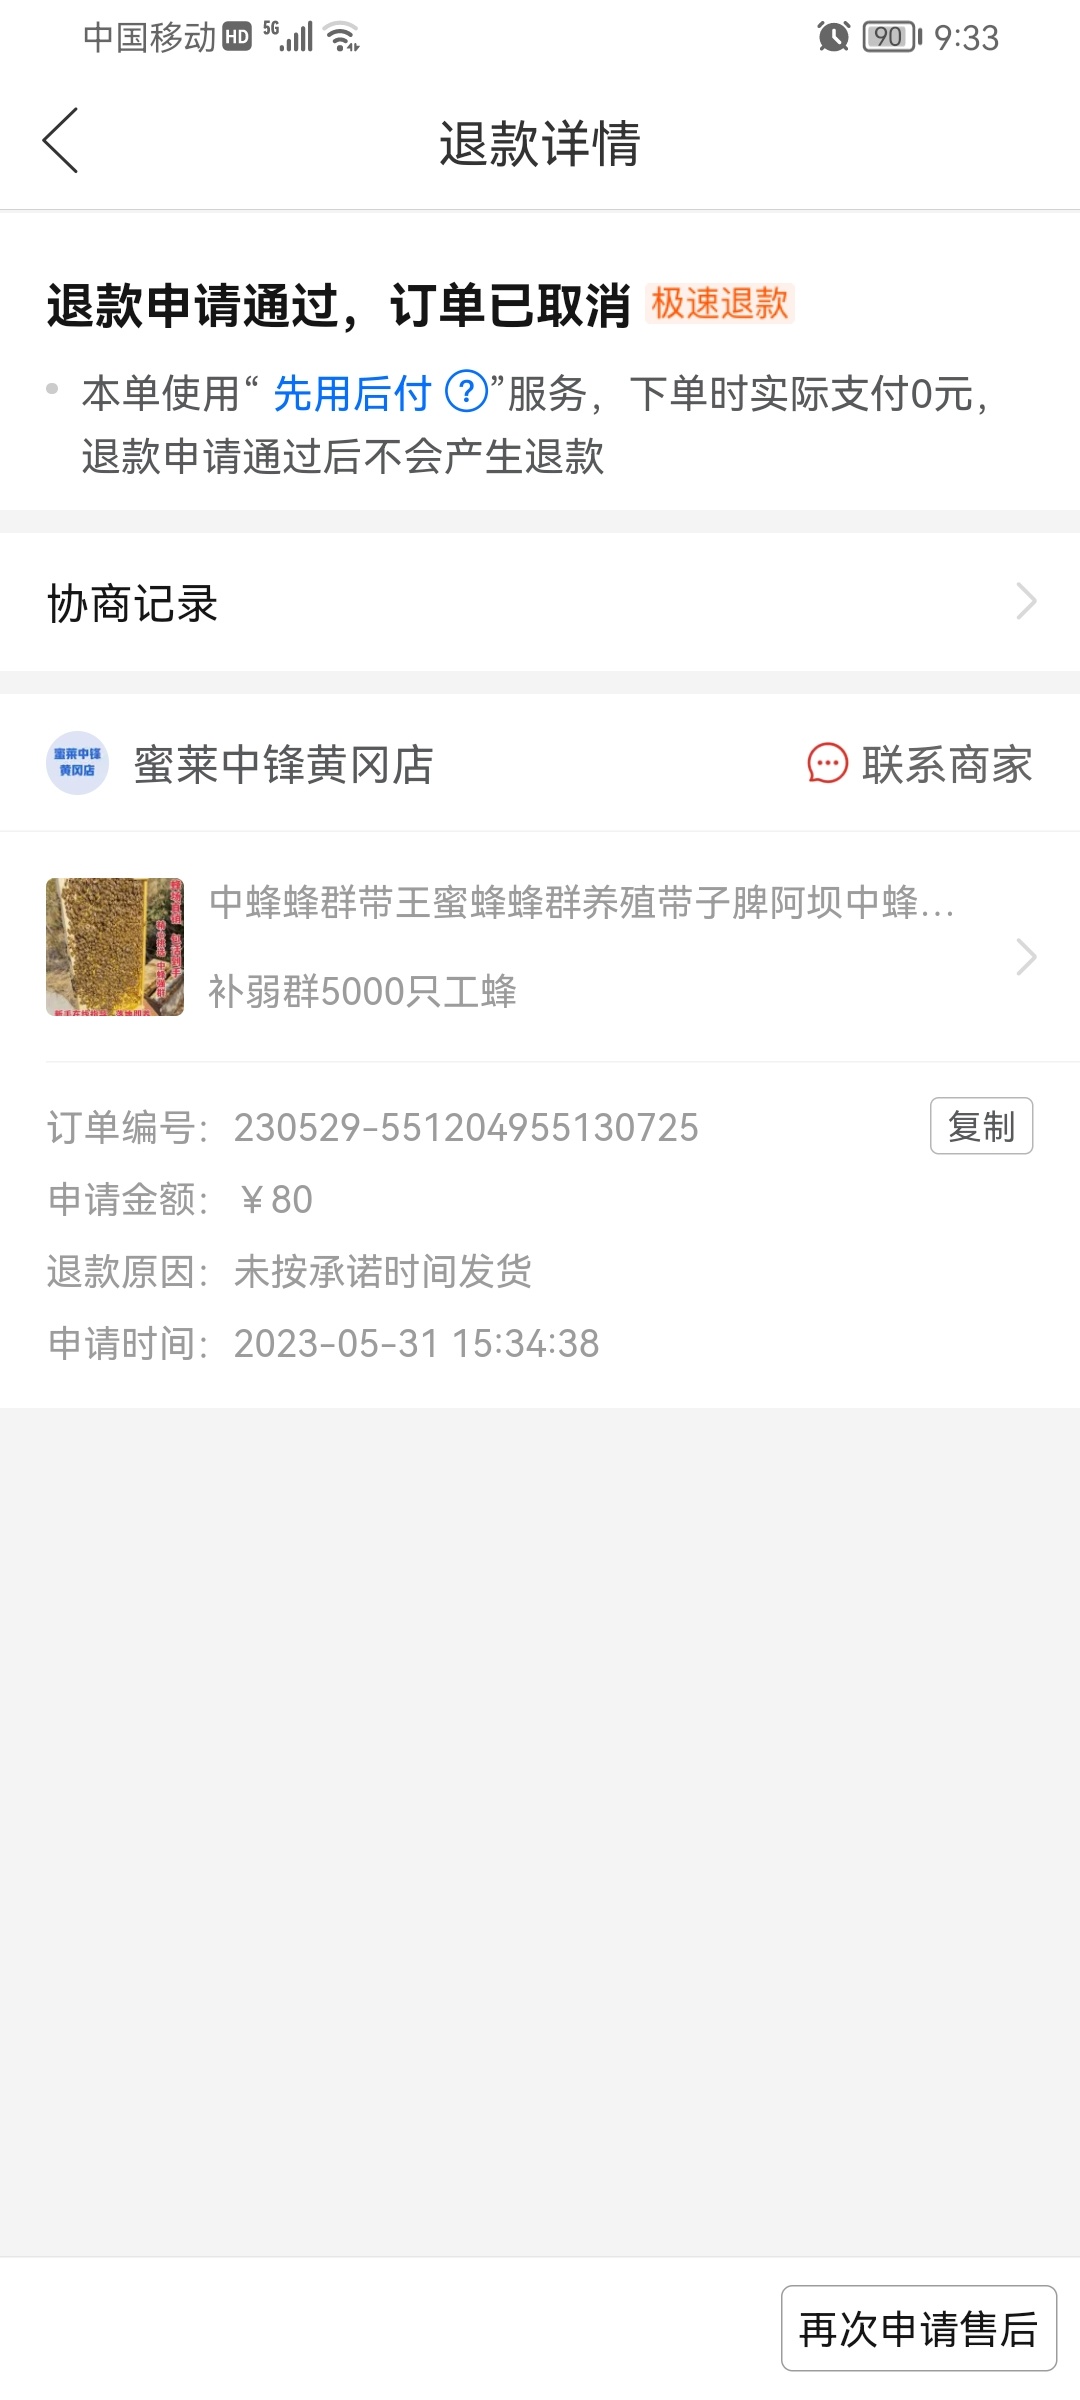 中国移动 HD 5G 90 9:33
退款详情
退款申请通过，订单已取消 极速退款
本单使用“先用后付 ?”服务，下单时实际支付0元，
退款申请通过后不会产生退款
协商记录
蜜莱中锋
黄冈店
蜜莱中锋黄冈店 联系商家
中蜂蜂群带王蜜蜂蜂群养殖带子脾阿坝中蜂...
补弱群5000只工蜂
订单编号：230529-551204955130725 复制
申请金额：￥80
退款原因：未按承诺时间发货
申请时间：2023-05-31 15:34:38
再次申请售后